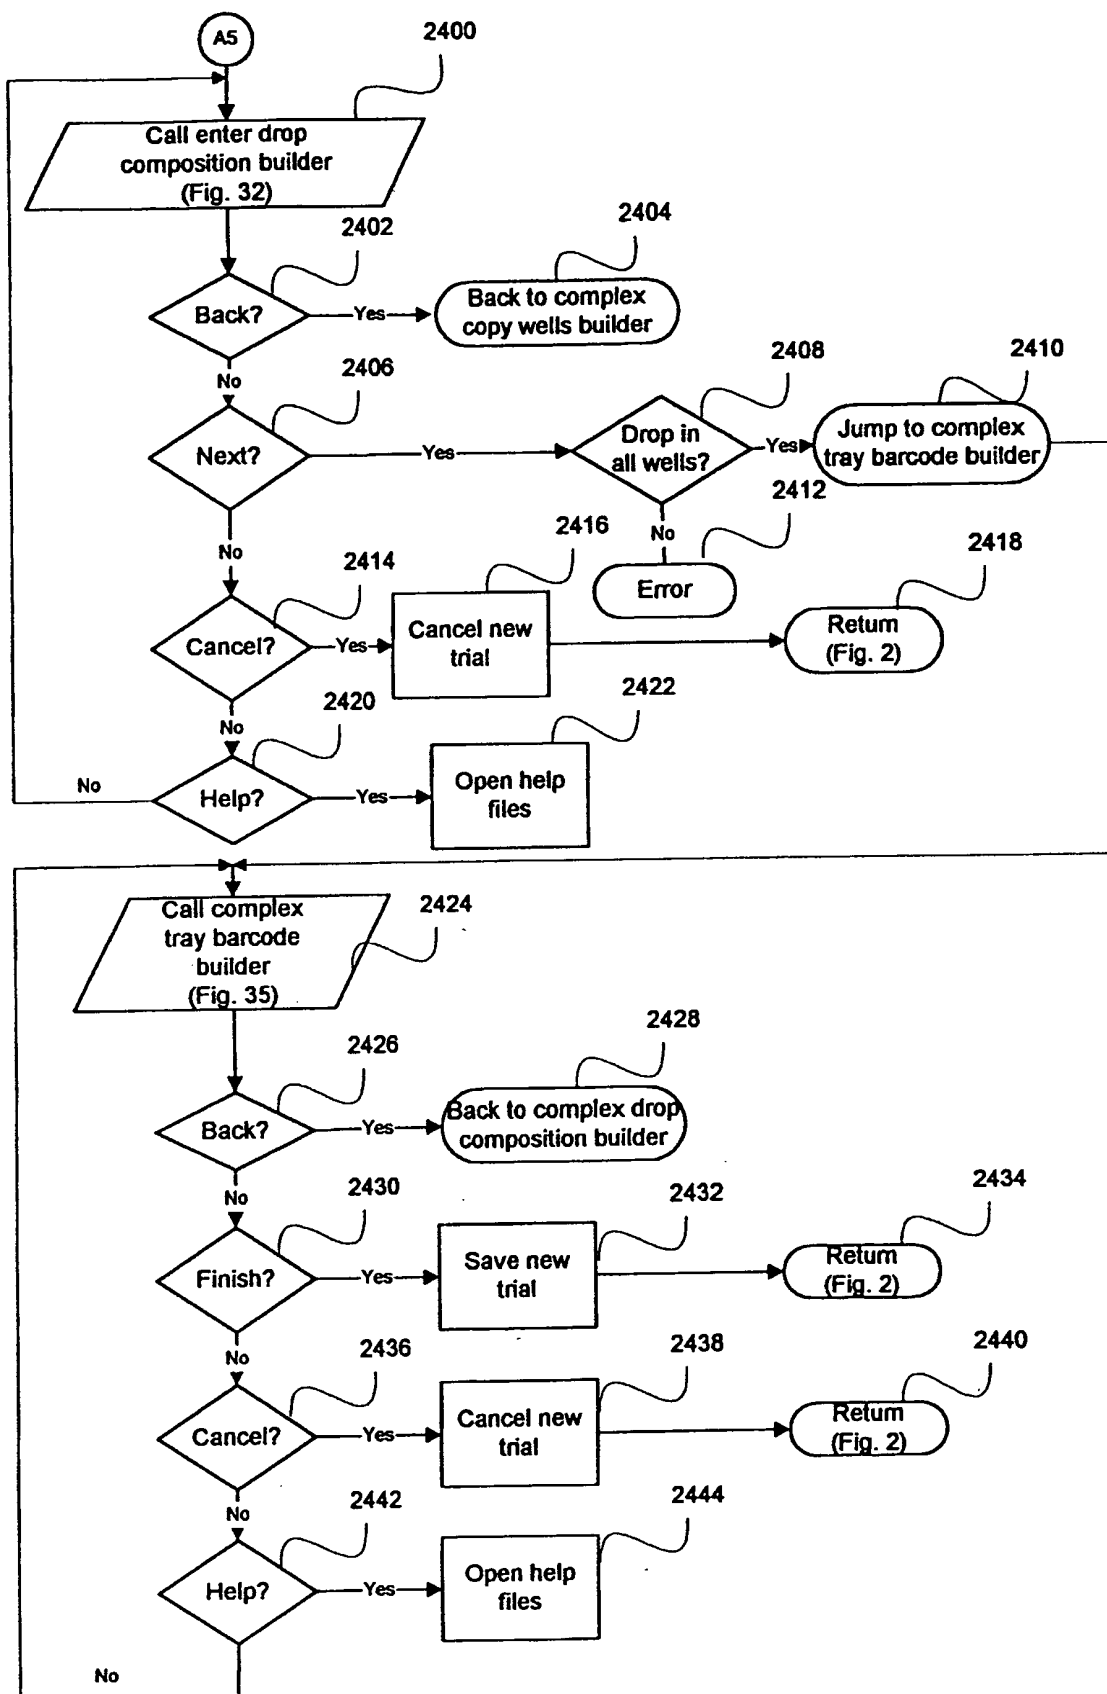 A5
2400
Call enter drop
composition builder
(Fig. 32)
2402
2404
Back?
Yes
Back to complex
copy wells builder
No
2406
2408
2410
Next?
Yes
Drop in
all wells?
Yes
Jump to complex
tray barcode builder
No
2412
Error
No
2414
2416
2418
Cancel?
Yes
Cancel new
trial
Return
(Fig. 2)
No
2420
2422
No
Help?
Yes
Open help
files
2424
Call complex
tray barcode
builder
(Fig. 35)
2426
2428
Back?
Yes
Back to complex drop
composition builder
No
2430
2432
2434
Finish?
Yes
Save new
trial
Return
(Fig. 2)
No
2436
2438
2440
Cancel?
Yes
Cancel new
trial
Return
(Fig. 2)
No
2442
2444
Help?
Yes
Open help
files
No